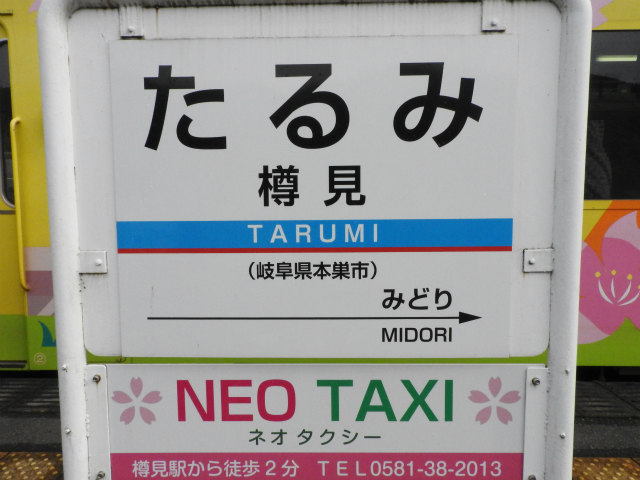 たるみ
樽見
TARUMI
（岐阜県本巣市）
みどり
MIDORI
NEO TAXI
ネオタクシー
樽見駅から徒歩2分 TEL0581-38-2013